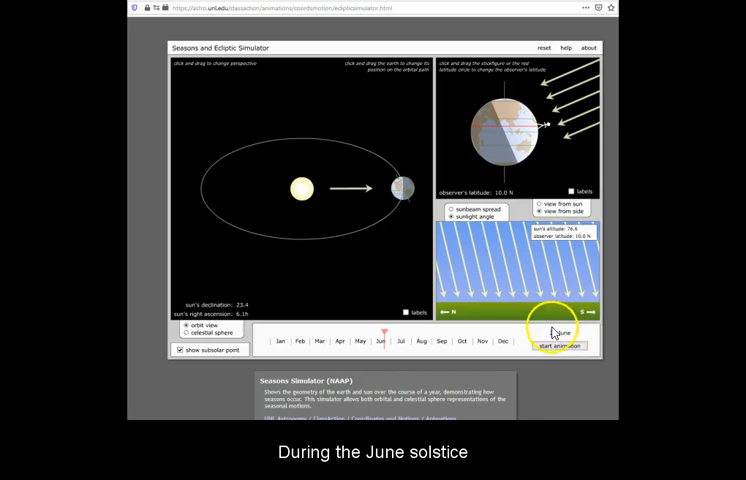 https://astro.unl.edu/classaction/animations/coordsmotion/eclipticsimulator.html
Seasons and Ecliptic Simulator
reset help about
click and drag to change perspective
click and drag the earth to change its
position on the orbital path
click and drag the stickfigure or the red
latitude circle to change the observer's latitude
observer's latitude: 10.0 N
labels
sunbeam spread
sunlight angle
view from sun
view from side
sun's altitude: 76.6
observer latitude: 10.0 N
sun's declination: 23.4
sun's right ascension: 6.1h
labels
N
S
orbit view
celestial sphere
show subsolar point
Jan Feb Mar Apr May Jun Jul Aug Sep Oct Nov Dec
June
start animation
Seasons Simulator (NAAP)
Shows the geometry of the earth and sun over the course of a year, demonstrating how
seasons occur. This simulator allows both orbital and celestial sphere representations of the
seasonal motions.
UNL Astronomy / ClassAction / Coordinates and Motions / Animations
During the June solstice